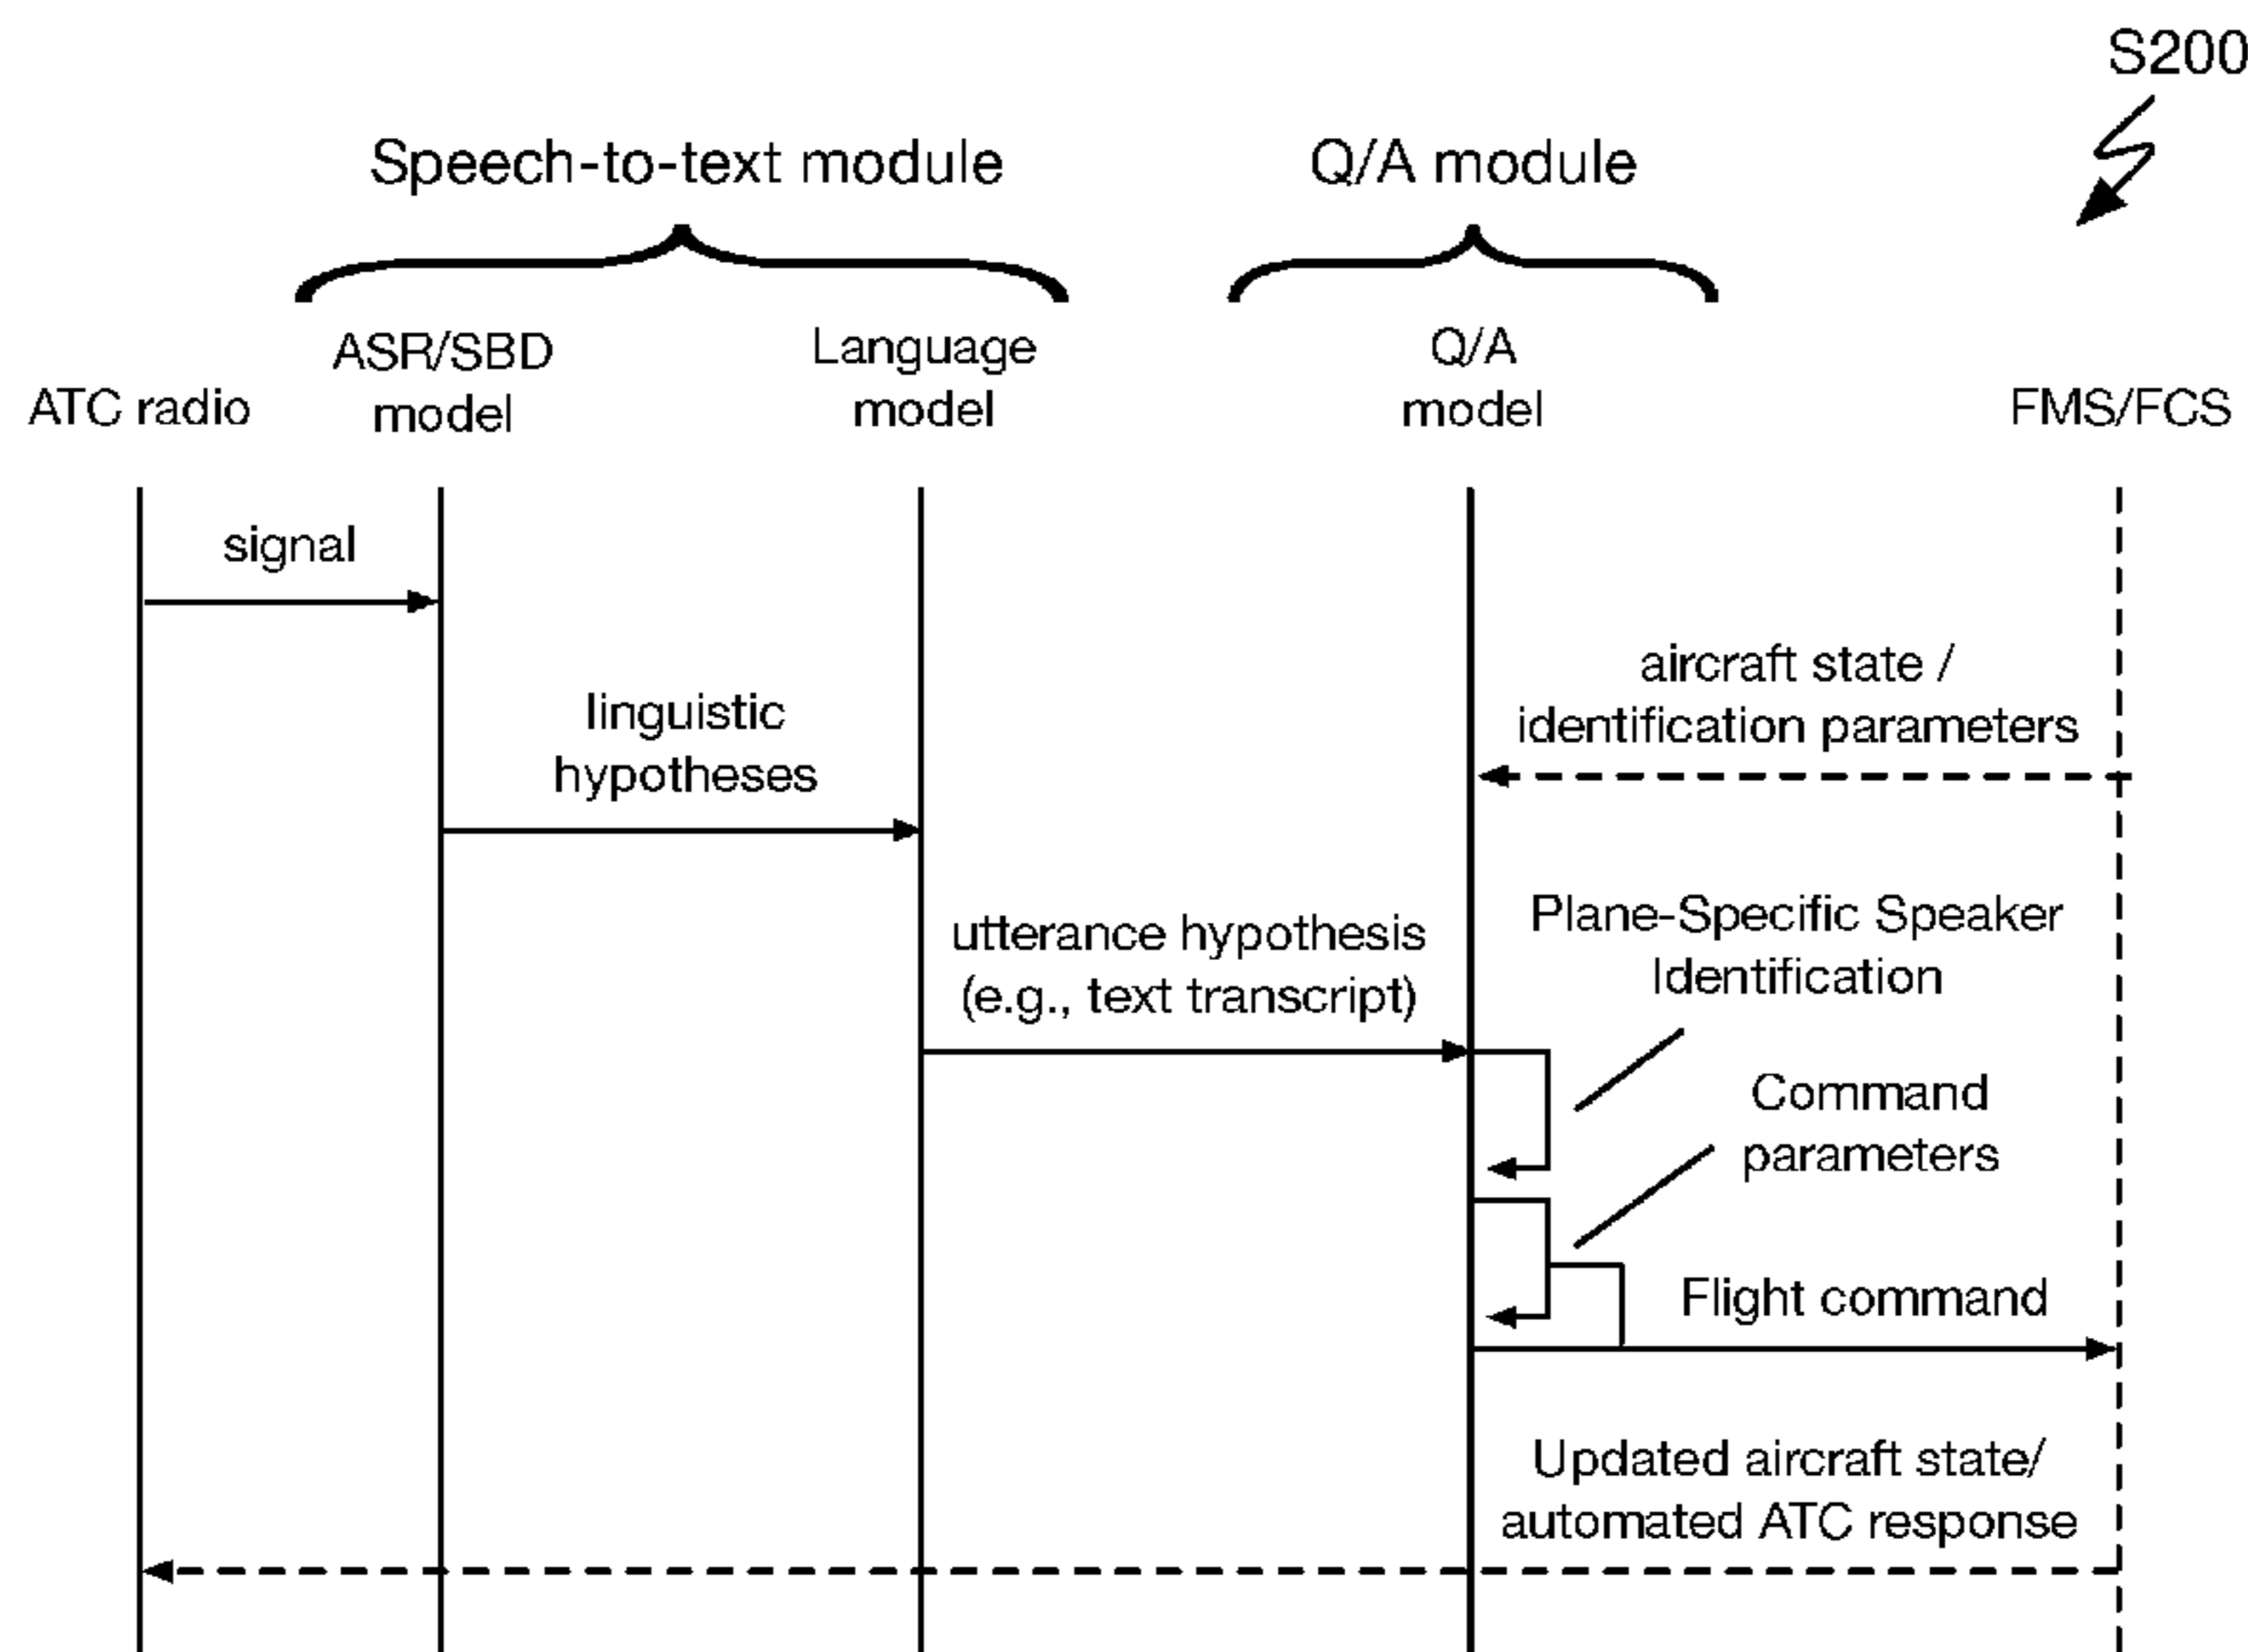 S200
Speech-to-text module
Q/A module
ATC radio
ASR/SBD
model
Language
model
Q/A
model
FMS/FCS
signal
aircraft state /
identification parameters
linguistic
hypotheses
Plane-Specific Speaker
Identification
utterance hypothesis
(e.g., text transcript)
Command
parameters
Flight command
Updated aircraft state/
automated ATC response